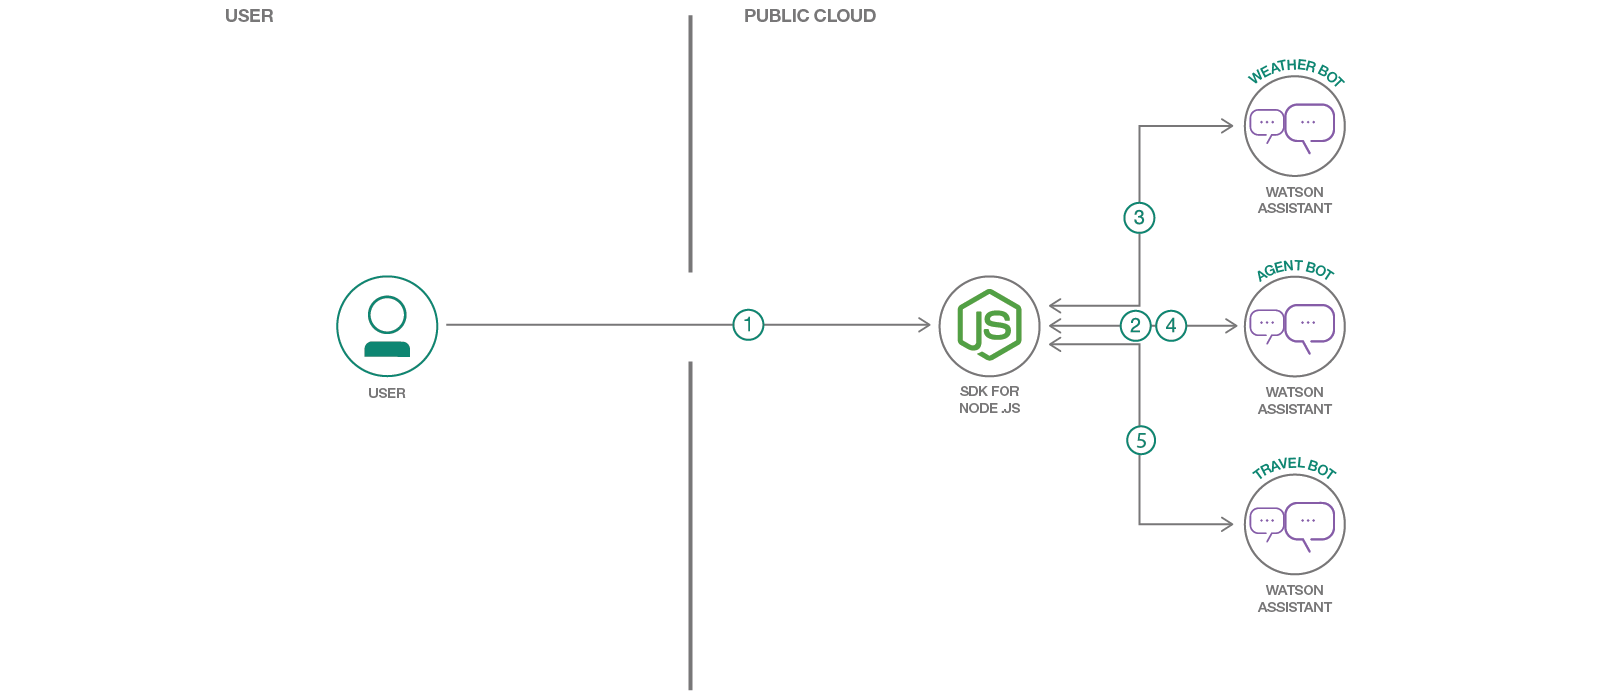 USER
PUBLIC CLOUD
WEATHER BOT
WATSON
ASSISTANT
3
AGENT BOT
1
JS
2
4
USER
SDK FOR
NODE.JS
WATSON
ASSISTANT
5
TRAVEL BOT
WATSON
ASSISTANT